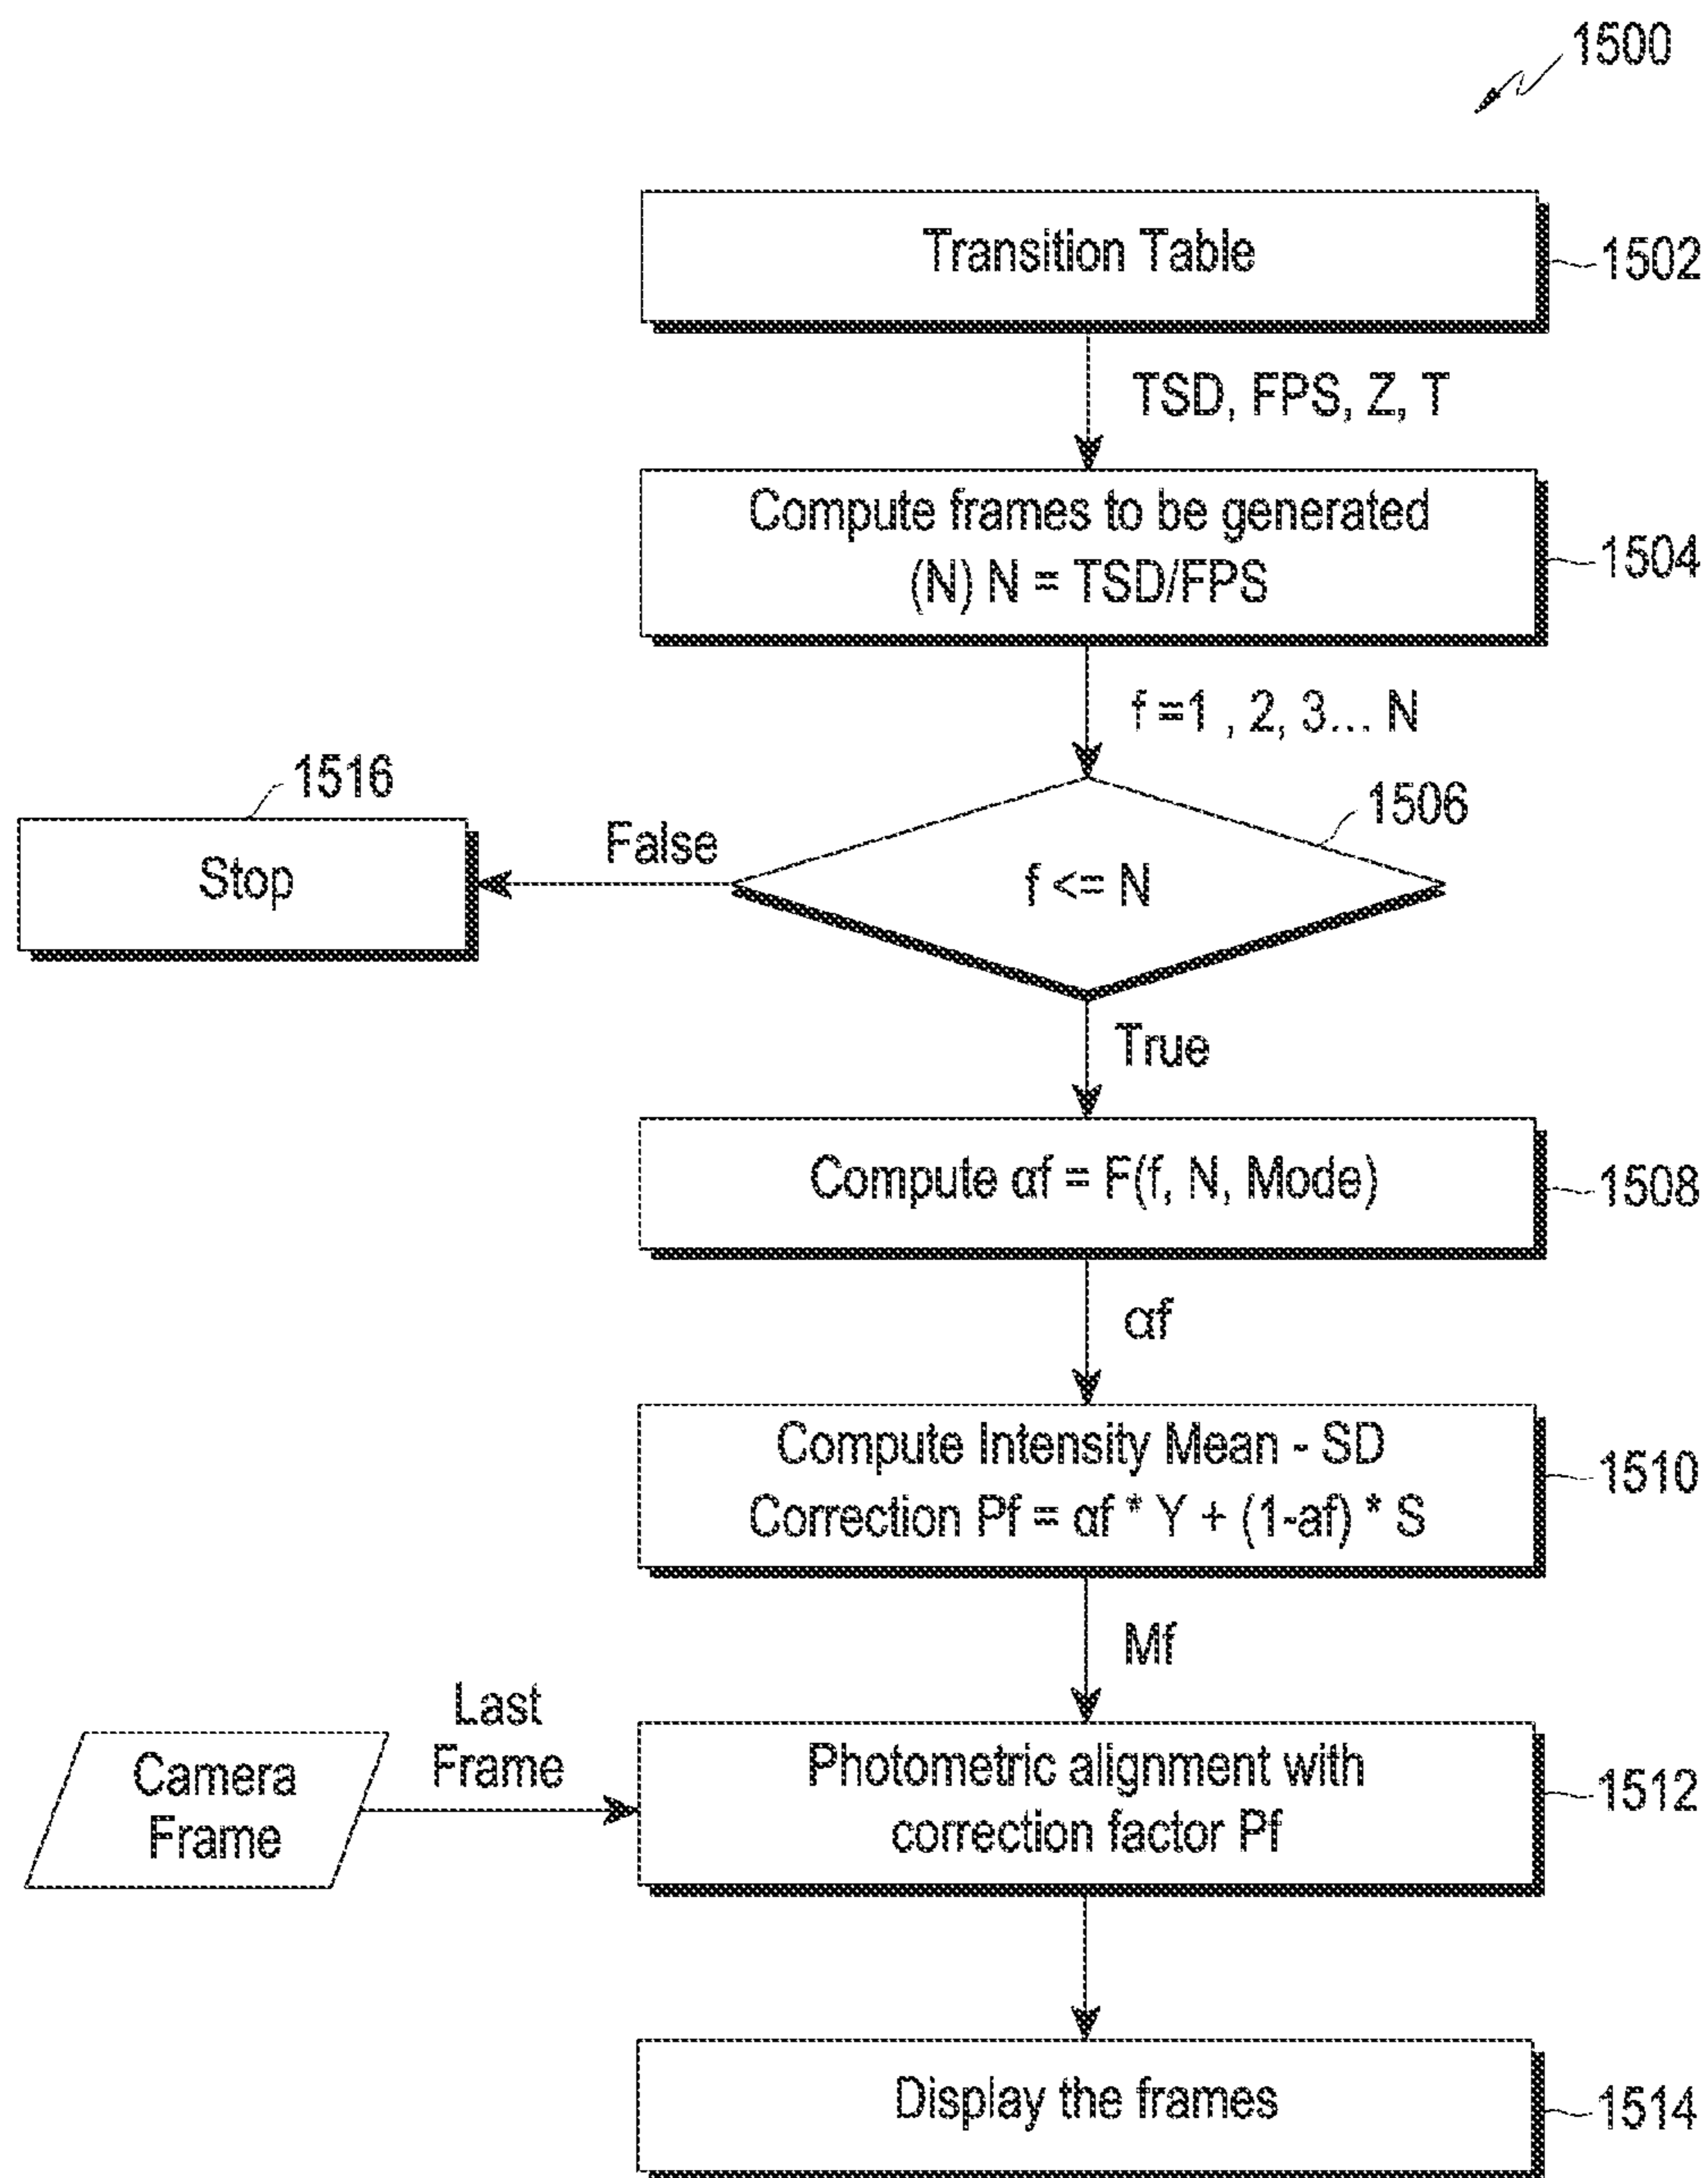 1500
Transition Table
1502
TSD, FPS, Z, T
Compute frames to be generated
(N) N = TSD/FPS
1504
f =1 , 2, 3... N
1516
Stop
False
1506
f <= N
True
Compute αf = F(f, N, Mode)
1508
αf
Compute Intensity Mean - SD
Correction Pf = αf * Y + (1-af) * S
1510
Mf
Camera
Frame
Last
Frame
Photometric alignment with
correction factor Pf
1512
Display the frames
1514